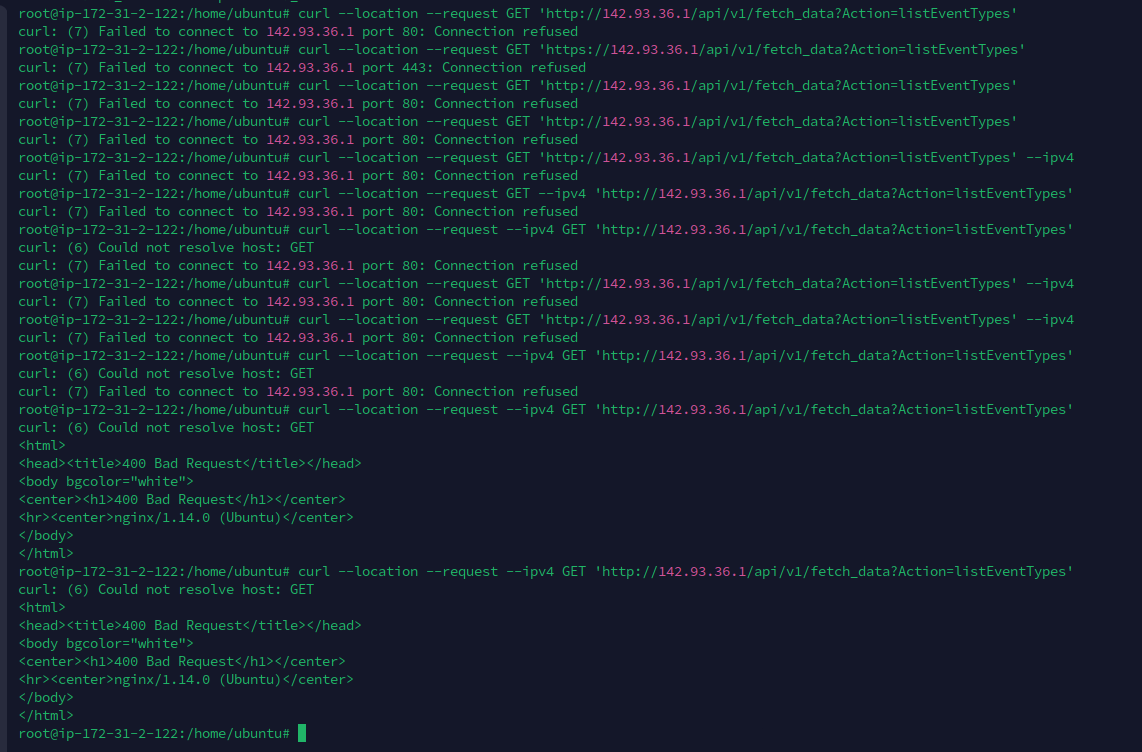 root@ip-172-31-2-122:/home/ubuntu# curl --location --request GET 'http://142.93.36.1/api/v1/fetch_data?Action=listEventTypes'
curl: (7) Failed to connect to 142.93.36.1 port 80: Connection refused
root@ip-172-31-2-122:/home/ubuntu# curl --location --request GET 'https://142.93.36.1/api/v1/fetch_data?Action=listEventTypes'
curl: (7) Failed to connect to 142.93.36.1 port 443: Connection refused
root@ip-172-31-2-122:/home/ubuntu# curl --location --request GET 'http://142.93.36.1/api/v1/fetch_data?Action=listEventTypes'
curl: (7) Failed to connect to 142.93.36.1 port 80: Connection refused
root@ip-172-31-2-122:/home/ubuntu# curl --location --request GET 'http://142.93.36.1/api/v1/fetch_data?Action=listEventTypes'
curl: (7) Failed to connect to 142.93.36.1 port 80: Connection refused
root@ip-172-31-2-122:/home/ubuntu# curl --location --request GET 'http://142.93.36.1/api/v1/fetch_data?Action=listEventTypes' --ipv4
curl: (7) Failed to connect to 142.93.36.1 port 80: Connection refused
root@ip-172-31-2-122:/home/ubuntu# curl --location --request GET --ipv4 'http://142.93.36.1/api/v1/fetch_data?Action=listEventTypes'
curl: (7) Failed to connect to 142.93.36.1 port 80: Connection refused
root@ip-172-31-2-122:/home/ubuntu# curl --location --request --ipv4 GET 'http://142.93.36.1/api/v1/fetch_data?Action=listEventTypes'
curl: (6) Could not resolve host: GET
curl: (7) Failed to connect to 142.93.36.1 port 80: Connection refused
root@ip-172-31-2-122:/home/ubuntu# curl --location --request GET 'http://142.93.36.1/api/v1/fetch_data?Action=listEventTypes' --ipv4
curl: (7) Failed to connect to 142.93.36.1 port 80: Connection refused
root@ip-172-31-2-122:/home/ubuntu# curl --location --request GET 'http://142.93.36.1/api/v1/fetch_data?Action=listEventTypes' --ipv4
curl: (7) Failed to connect to 142.93.36.1 port 80: Connection refused
root@ip-172-31-2-122:/home/ubuntu# curl --location --request --ipv4 GET 'http://142.93.36.1/api/v1/fetch_data?Action=listEventTypes'
curl: (6) Could not resolve host: GET
curl: (7) Failed to connect to 142.93.36.1 port 80: Connection refused
root@ip-172-31-2-122:/home/ubuntu# curl --location --request --ipv4 GET 'http://142.93.36.1/api/v1/fetch_data?Action=listEventTypes'
curl: (6) Could not resolve host: GET
<html>
<head><title>400 Bad Request</title></head>
<body bgcolor="white">
<center><h1>400 Bad Request</h1></center>
<hr><center>nginx/1.14.0 (Ubuntu)</center>
</body>
</html>
root@ip-172-31-2-122:/home/ubuntu# curl --location --request --ipv4 GET 'http://142.93.36.1/api/v1/fetch_data?Action=listEventTypes'
curl: (6) Could not resolve host: GET
<html>
<head><title>400 Bad Request</title></head>
<body bgcolor="white">
<center><h1>400 Bad Request</h1></center>
<hr><center>nginx/1.14.0 (Ubuntu)</center>
</body>
</html>
root@ip-172-31-2-122:/home/ubuntu#